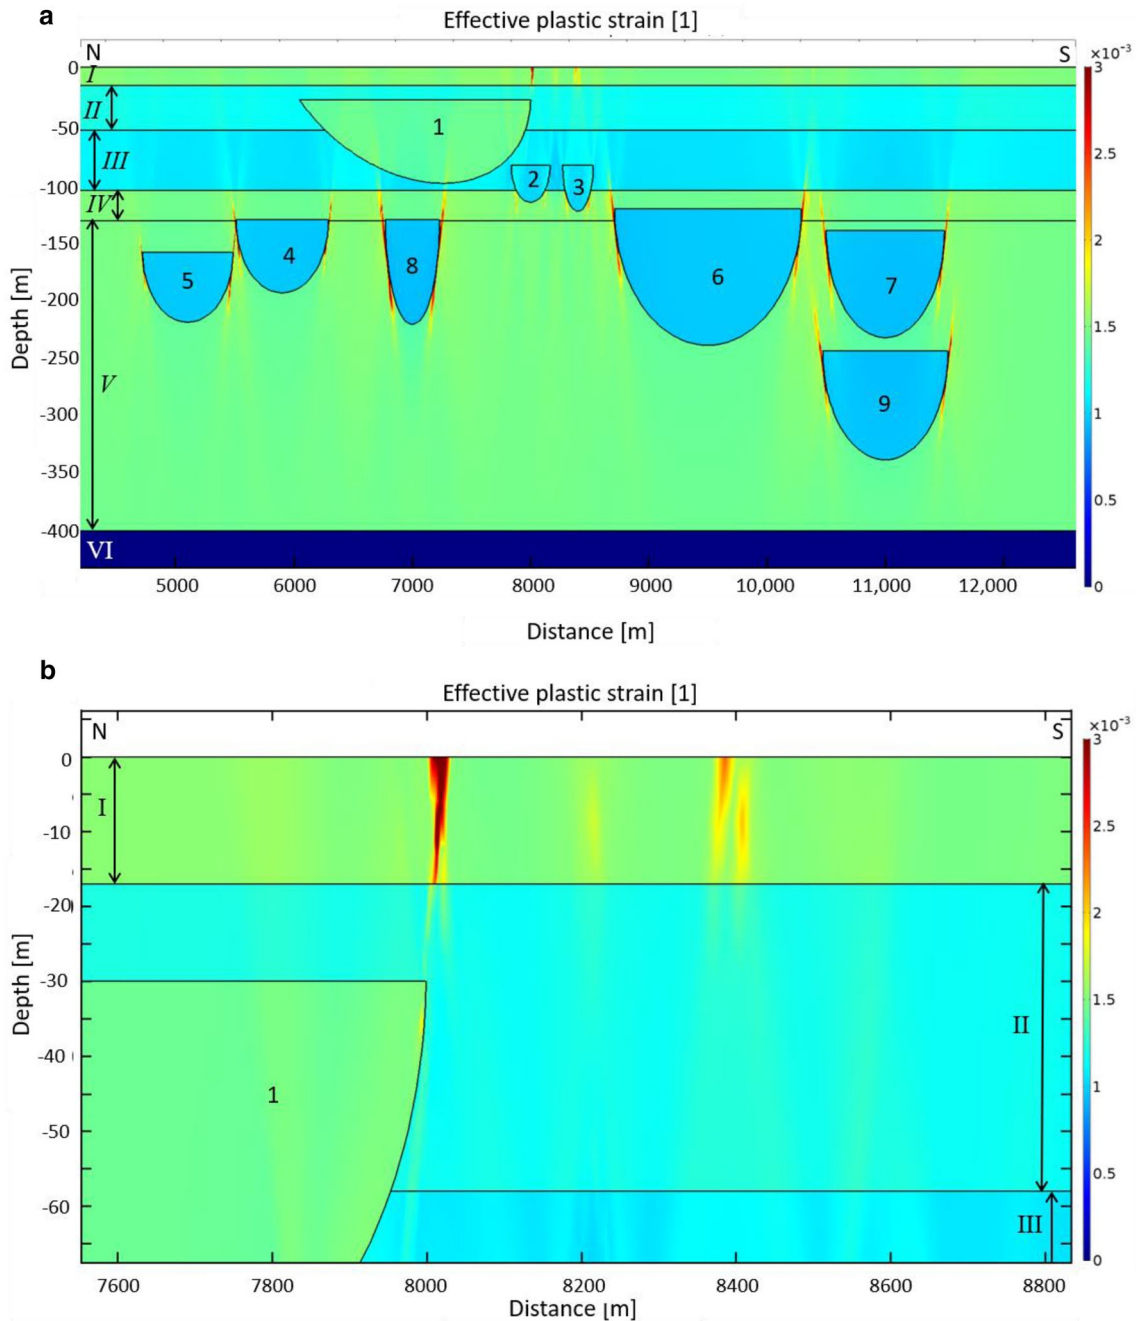 a
Effective plastic strain [1]
N
S
×10⁻³
I
II
III
IV
V
VI
1
2
3
4
5
6
7
8
9
0
-50
-100
-150
-200
-250
-300
-350
-400
Depth [m]
5000 6000 7000 8000 9000 10,000 11,000 12,000
Distance [m]
3
2.5
2
1.5
1
0.5
0
b
Effective plastic strain [1]
N
S
×10⁻³
I
II
III
1
0
-10
-20
-30
-40
-50
-60
Depth [m]
7600 7800 8000 8200 8400 8600 8800
Distance [m]
3
2.5
2
1.5
1
0.5
0